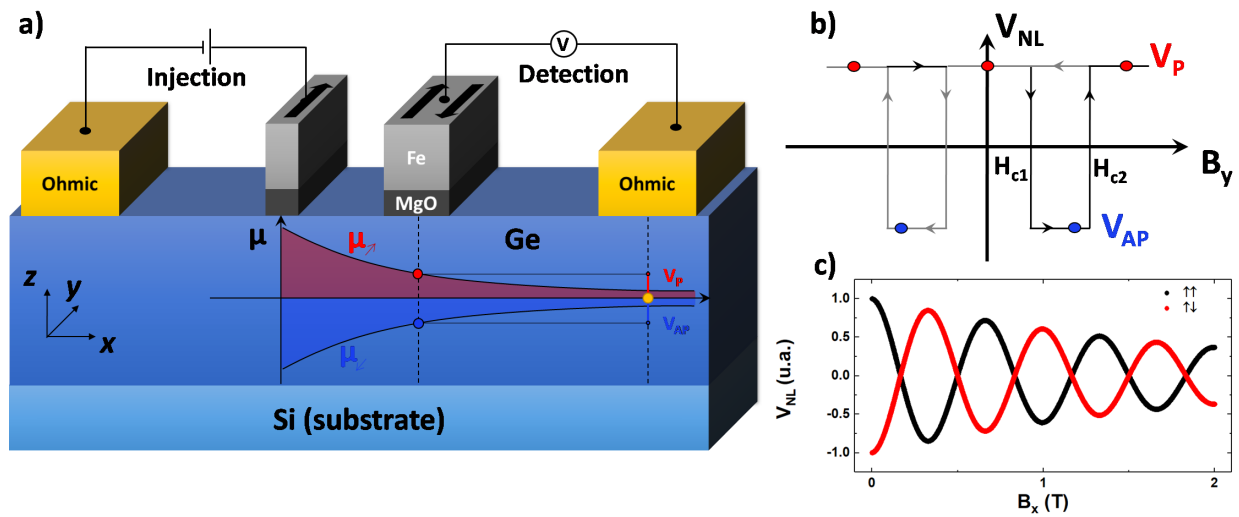 a)
Injection
V
Detection
Ohmic
Fe
MgO
Ohmic
μ
μ↗
Ge
V_P
V_AP
μ↙
z
y
x
Si (substrate)
b)
V_NL
V_P
H_c1
H_c2
B_y
V_AP
c)
1.0
0.5
0.0
-0.5
-1.0
V_NL (u.a.)
↑↑
↑↓
0
1
2
B_x (T)